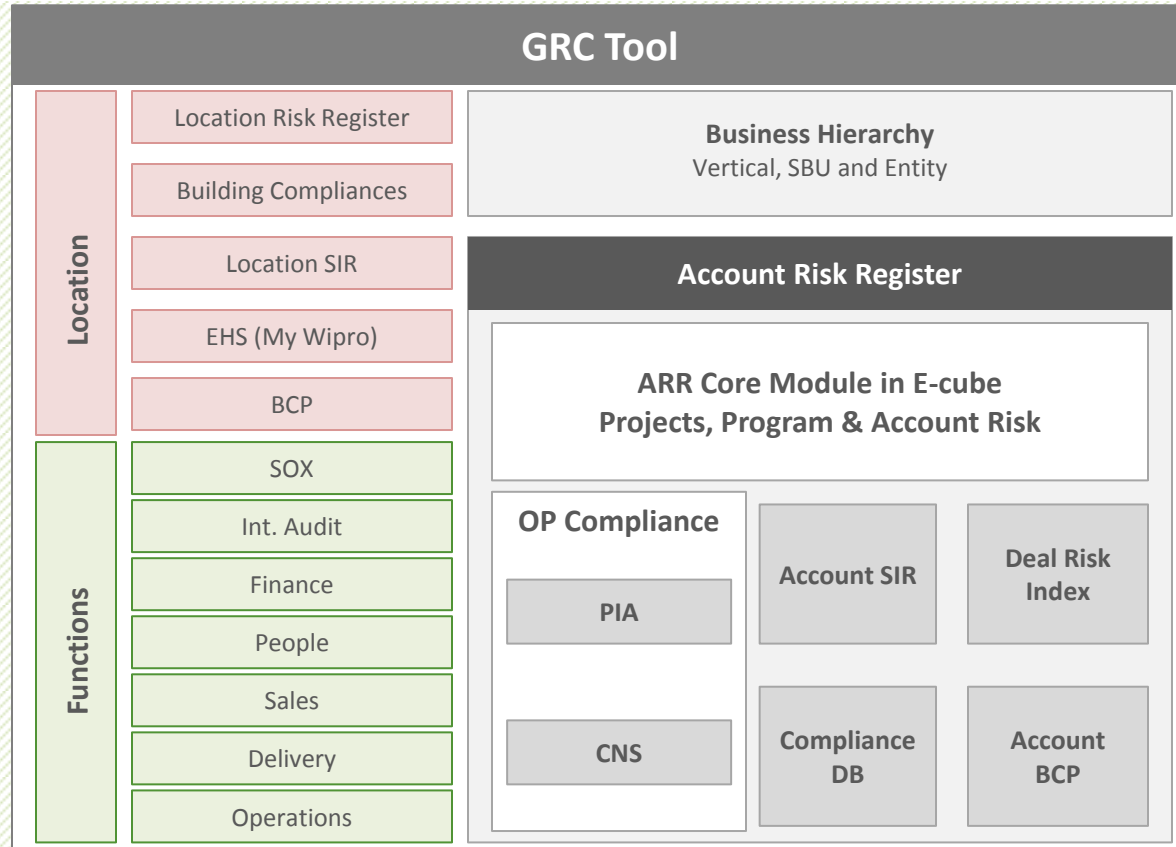 GRC Tool
Location
Location Risk Register
Building Compliances
Location SIR
EHS (My Wipro)
BCP
Functions
SOX
Int. Audit
Finance
People
Sales
Delivery
Operations
Business Hierarchy
Vertical, SBU and Entity
Account Risk Register
ARR Core Module in E-cube
Projects, Program & Account Risk
OP Compliance
PIA
CNS
Account SIR
Deal Risk
Index
Compliance
DB
Account
BCP